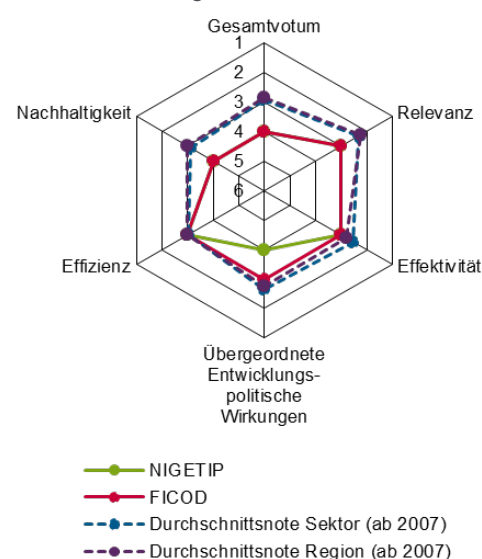 Gesamtvotum
1
2
3
4
5
6
Nachhaltigkeit
Relevanz
Effizienz
Effektivität
Übergeordnete
Entwicklungs-
politische
Wirkungen
NIGETIP
FICOD
Durchschnittsnote Sektor (ab 2007)
Durchschnittsnote Region (ab 2007)